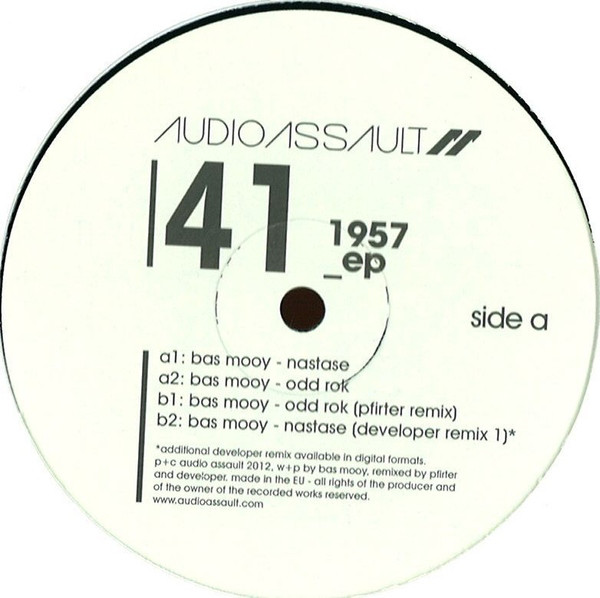 AUDIOASSAULT
41
1957
_ep
side a
a1: bas mooy - nastase
a2: bas mooy - odd rok
b1: bas mooy - odd rok (pfirter remix)
b2: bas mooy - nastase (developer remix 1)*
*additional developer remix available in digital formats.
p+c audio assault 2012, w+p by bas mooy, remixed by pfirter
and developer. made in the EU - all rights of the producer and
of the owner of the recorded works reserved.
www.audioassault.com